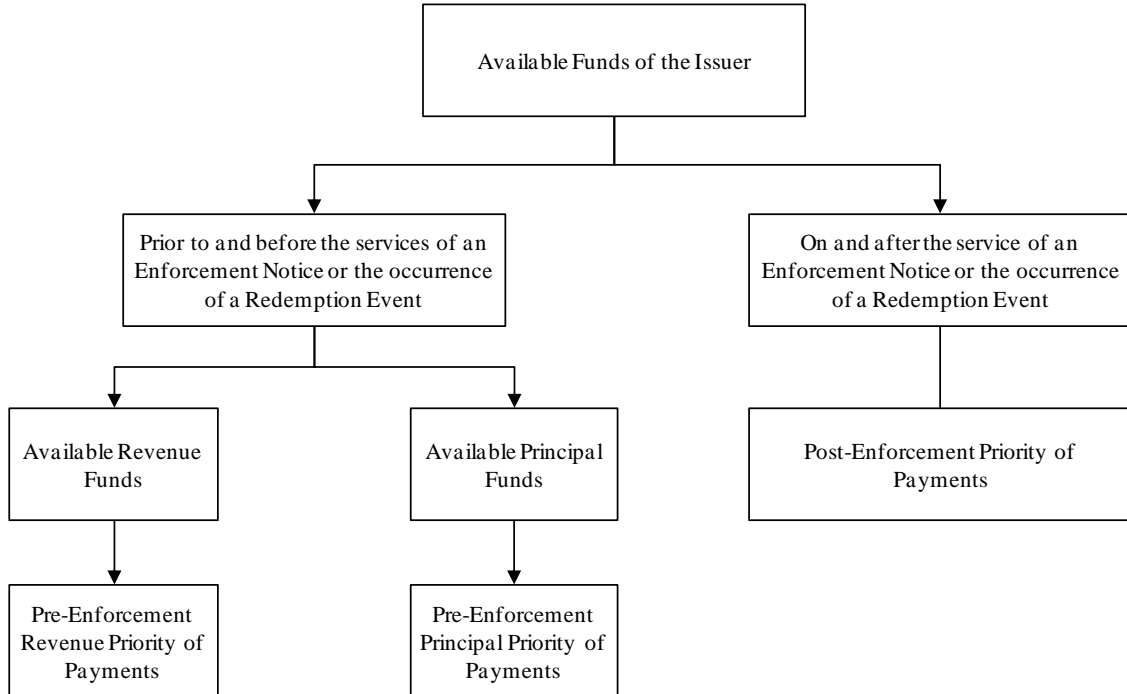 Available Funds of the Issuer
Prior to and before the services of an
Enforcement Notice or the occurrence
of a Redemption Event
On and after the service of an
Enforcement Notice or the occurrence
of a Redemption Event
Available Revenue
Funds
Available Principal
Funds
Post-Enforcement Priority of
Payments
Pre-Enforcement
Revenue Priority of
Payments
Pre-Enforcement
Principal Priority of
Payments